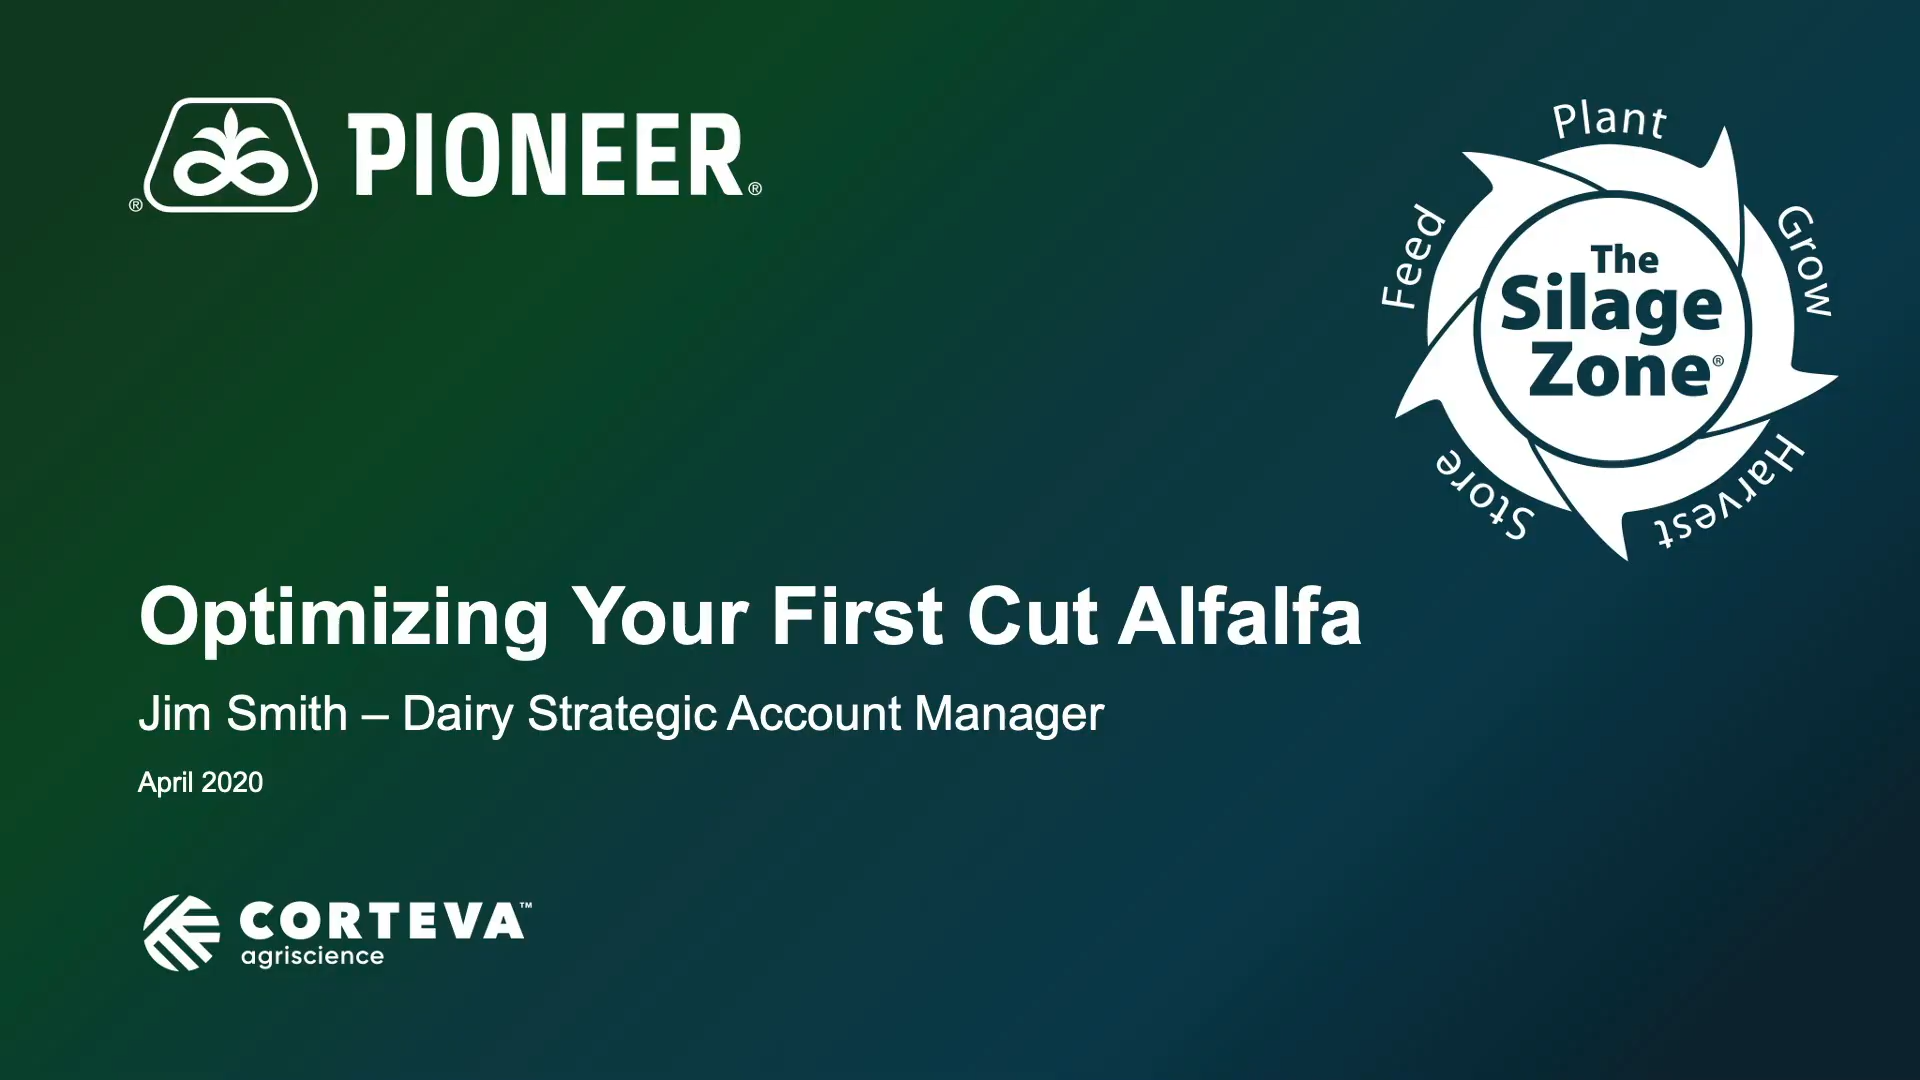 ® PIONEER®
Plant
Grow
Harvest
Store
Feed
The
Silage
Zone®
Optimizing Your First Cut Alfalfa
Jim Smith – Dairy Strategic Account Manager
April 2020
CORTEVA™
agriscience